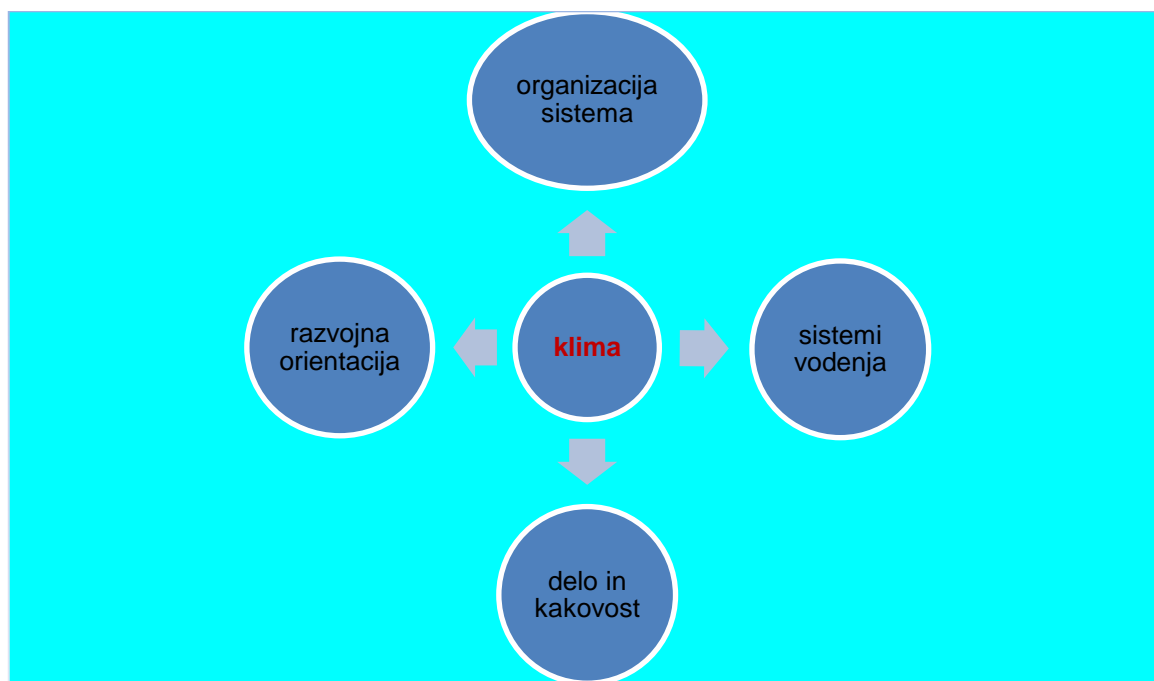 organizacija
sistema
razvojna
orientacija
klima
sistemi
vodenja
delo in
kakovost